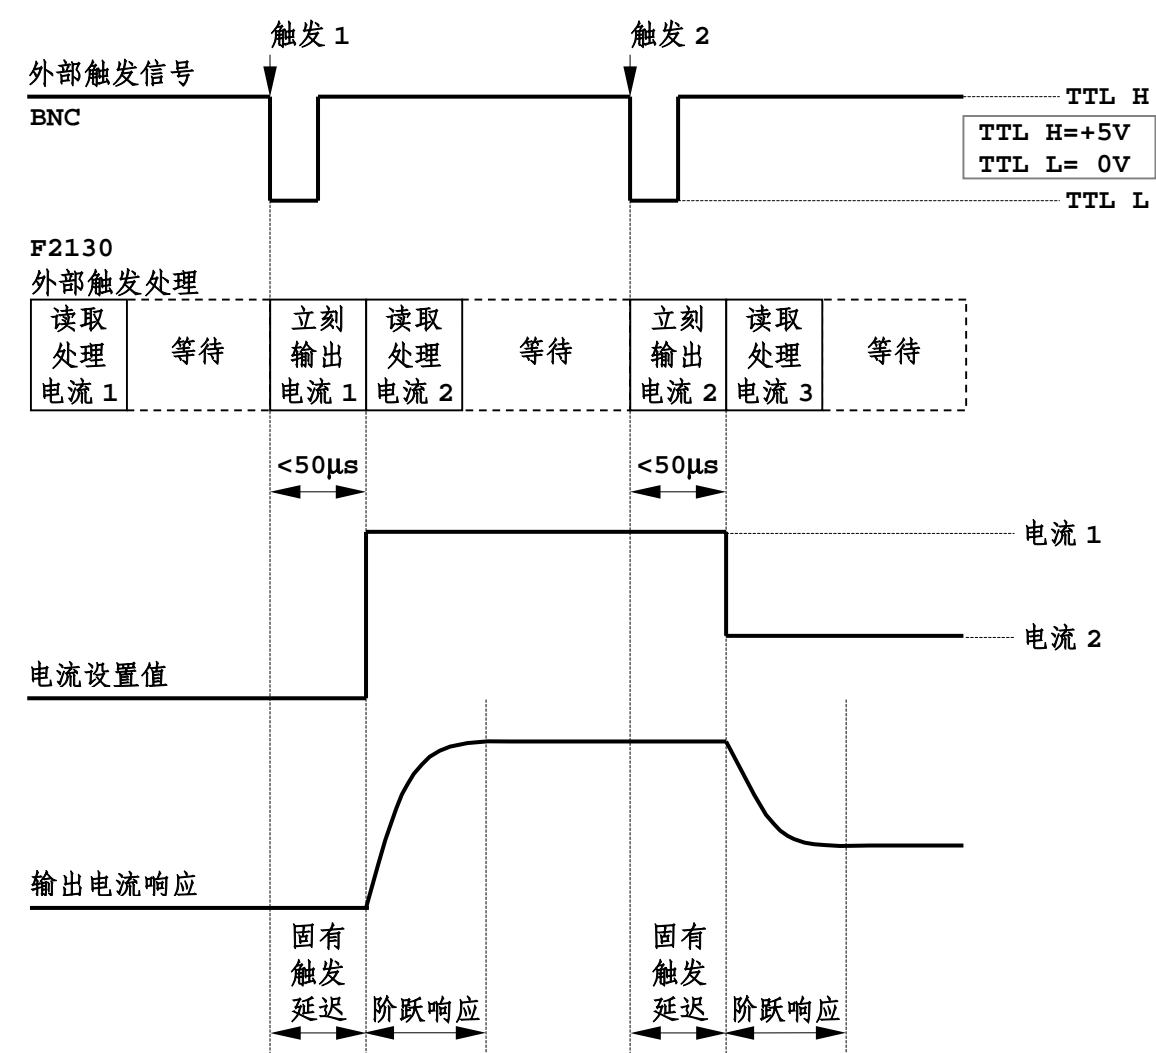 触发 1
触发 2
外部触发信号
BNC
TTL H
TTL H=+5V
TTL L= 0V
TTL L
F2130
外部触发处理
读取
处理
电流 1
等待
立刻
输出
电流 1
读取
处理
电流 2
等待
立刻
输出
电流 2
读取
处理
电流 3
等待
<50μs
<50μs
电流 1
电流 2
电流设置值
输出电流响应
固有
触发
延迟
阶跃响应
固有
触发
延迟
阶跃响应